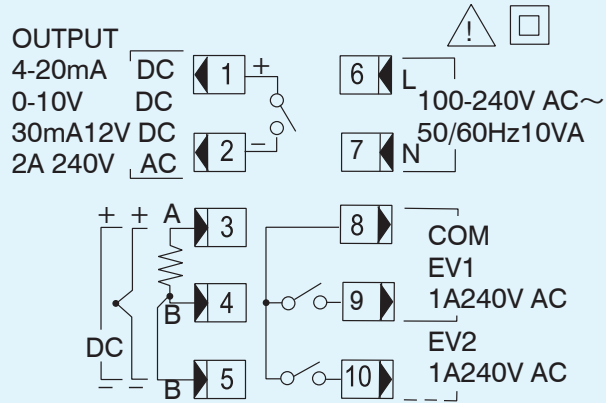 OUTPUT
4-20mA DC
0-10V DC
30mA12V DC
2A 240V AC
1 +
2 −
6 L
7 N
100-240V AC～
50/60Hz10VA
!
+ + A 3
B 4
DC
− − B 5
8
9
10
COM
EV1
1A240V AC
EV2
1A240V AC